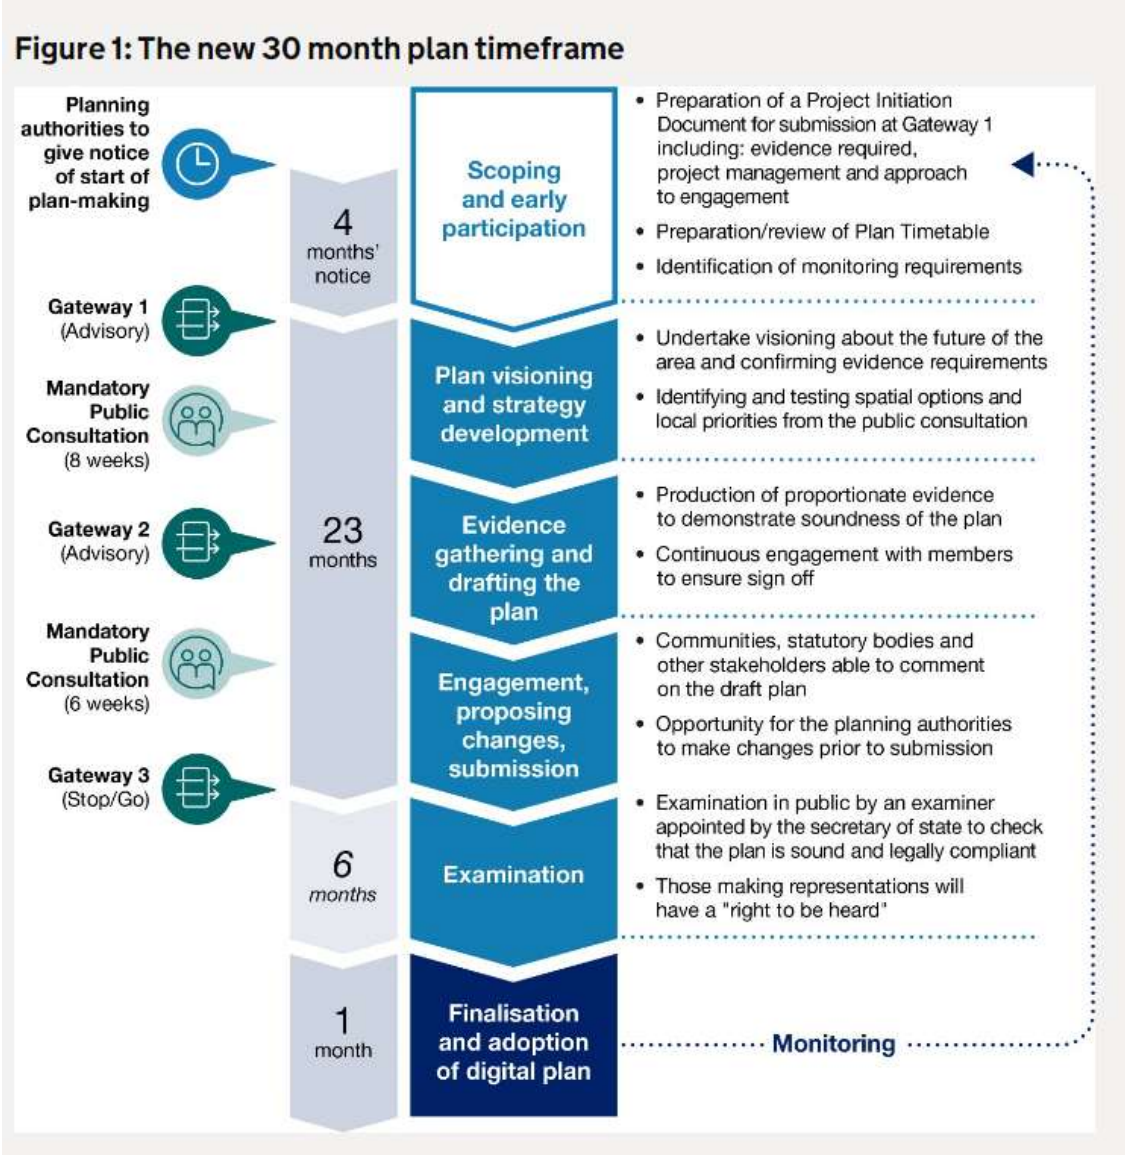 Figure 1: The new 30 month plan timeframe
Planning
authorities to
give notice
of start of
plan-making
4
months'
notice
Scoping
and early
participation
• Preparation of a Project Initiation
Document for submission at Gateway 1
including: evidence required,
project management and approach
to engagement
• Preparation/review of Plan Timetable
• Identification of monitoring requirements
Gateway 1
(Advisory)
Mandatory
Public
Consultation
(8 weeks)
Plan visioning
and strategy
development
• Undertake visioning about the future of the
area and confirming evidence requirements
• Identifying and testing spatial options and
local priorities from the public consultation
Gateway 2
(Advisory)
23
months
Evidence
gathering and
drafting the
plan
• Production of proportionate evidence
to demonstrate soundness of the plan
• Continuous engagement with members
to ensure sign off
Mandatory
Public
Consultation
(6 weeks)
Engagement,
proposing
changes,
submission
• Communities, statutory bodies and
other stakeholders able to comment
on the draft plan
• Opportunity for the planning authorities
to make changes prior to submission
Gateway 3
(Stop/Go)
6
months
Examination
• Examination in public by an examiner
appointed by the secretary of state to check
that the plan is sound and legally compliant
• Those making representations will
have a "right to be heard"
1
month
Finalisation
and adoption
of digital plan
Monitoring